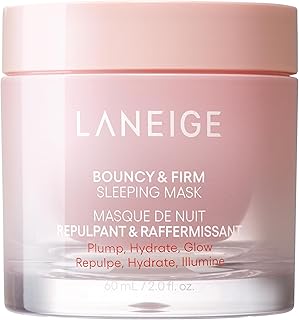 LANEIGE
BOUNCY & FIRM
SLEEPING MASK
MASQUE DE NUIT
REPULPANT & RAFFERMISSANT
Plump, Hydrate, Glow
Repulpe, Hydrate, Illumine
60 mL / 2.0 fl. oz.